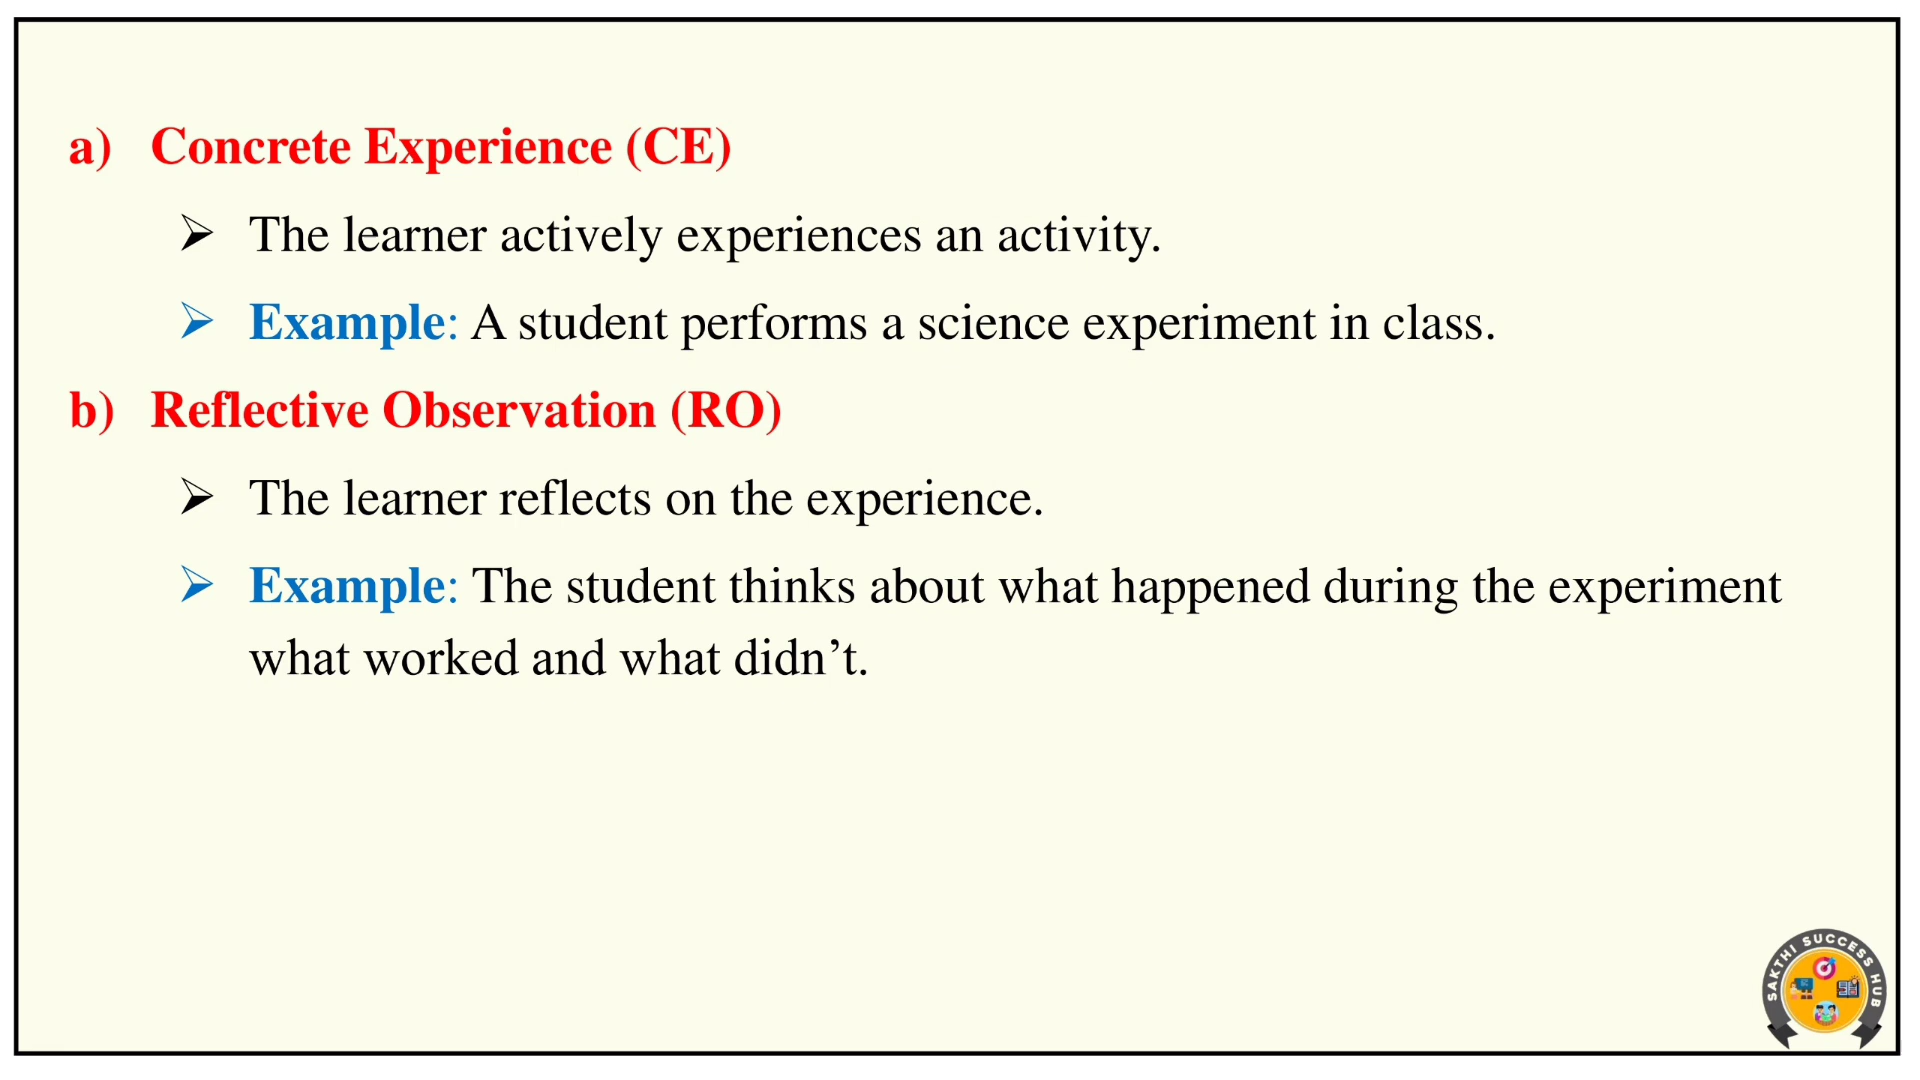 a) Concrete Experience (CE)
➢ The learner actively experiences an activity.
➢ Example: A student performs a science experiment in class.
b) Reflective Observation (RO)
➢ The learner reflects on the experience.
➢ Example: The student thinks about what happened during the experiment
what worked and what didn’t.
SAKTHI SUCCESS HUB